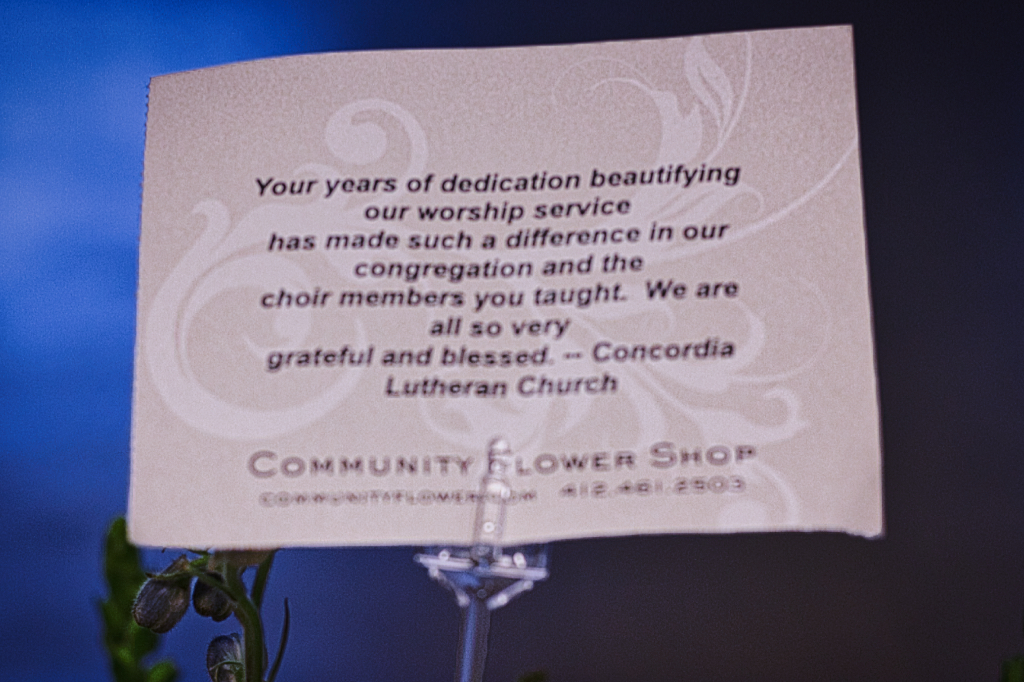 Your years of dedication beautifying
our worship service
has made such a difference in our
congregation and the
choir members you taught. We are
all so very
grateful and blessed. -- Concordia
Lutheran Church
COMMUNITY FLOWER SHOP
412.481.2503